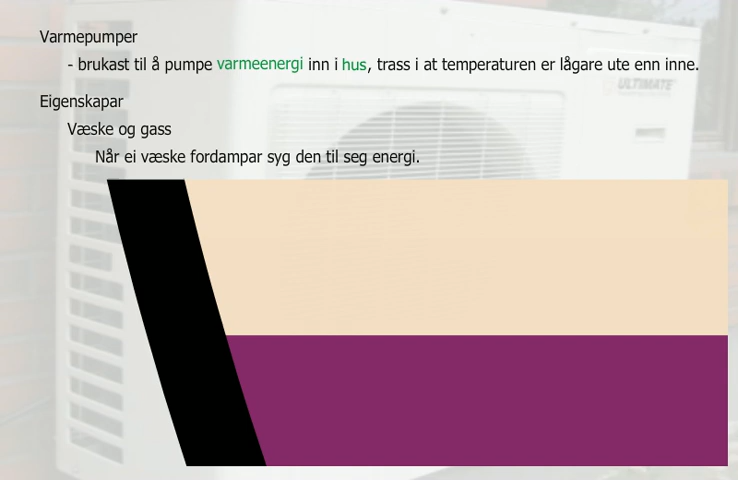 Varmepumper
- brukast til å pumpe varmeenergi inn i hus, trass i at temperaturen er lågare ute enn inne.
ULTIMATE
Eigenskapar
Væske og gass
Når ei væske fordampar syg den til seg energi.